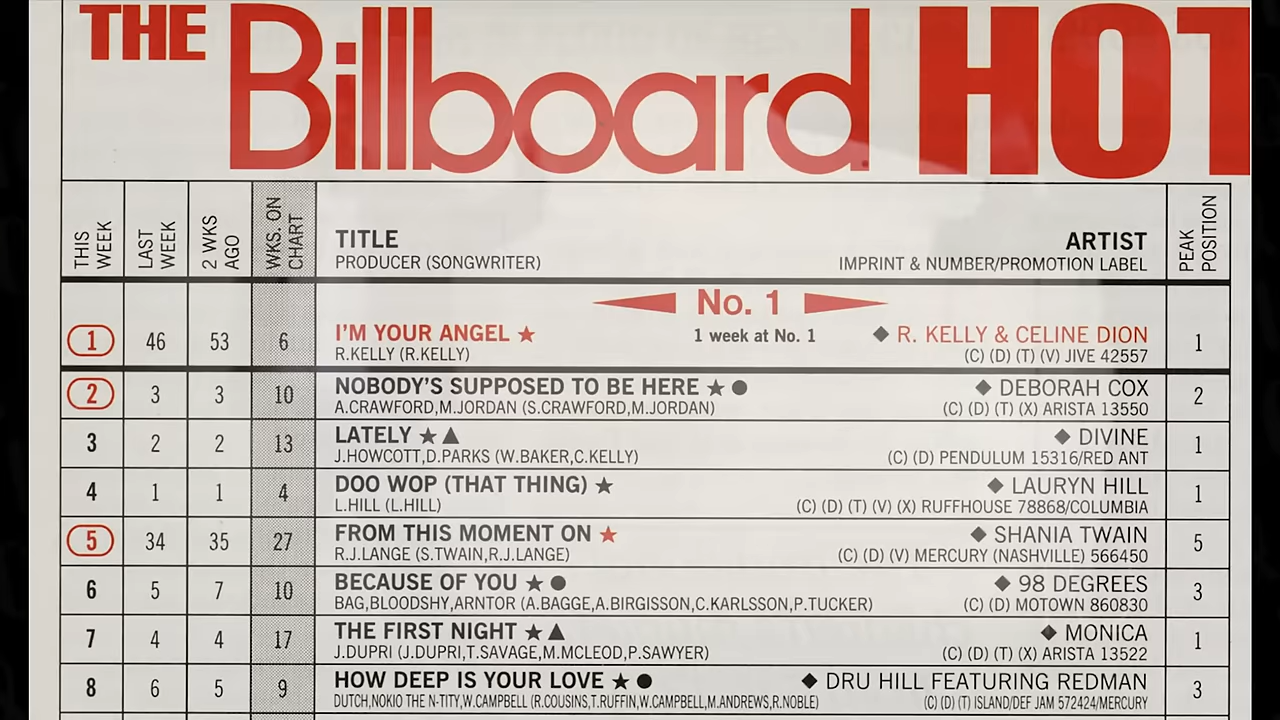 THE Billboard HOT
THIS WEEK
LAST WEEK
2 WKS AGO
WKS. ON CHART
TITLE
PRODUCER (SONGWRITER)
ARTIST
IMPRINT & NUMBER/PROMOTION LABEL
PEAK POSITION
No. 1
1 46 53 6 I'M YOUR ANGEL ★ 1 week at No. 1 ◆ R. KELLY & CELINE DION 1
R.KELLY (R.KELLY) (C) (D) (T) (V) JIVE 42557
2 3 3 10 NOBODY'S SUPPOSED TO BE HERE ★ ● ◆ DEBORAH COX 2
A.CRAWFORD,M.JORDAN (S.CRAWFORD,M.JORDAN) (C) (D) (T) (X) ARISTA 13550
3 2 2 13 LATELY ★ ▲ ◆ DIVINE 1
J.HOWCOTT,D.PARKS (W.BAKER,C.KELLY) (C) (D) PENDULUM 15316/RED ANT
4 1 1 4 DOO WOP (THAT THING) ★ ◆ LAURYN HILL 1
L.HILL (L.HILL) (C) (D) (T) (V) (X) RUFFHOUSE 78868/COLUMBIA
5 34 35 27 FROM THIS MOMENT ON ★ ◆ SHANIA TWAIN 5
R.J.LANGE (S.TWAIN,R.J.LANGE) (C) (D) (V) MERCURY (NASHVILLE) 566450
6 5 7 10 BECAUSE OF YOU ★ ● ◆ 98 DEGREES 3
BAG,BLOODSHY,ARNTOR (A.BAGGE,A.BIRGISSON,C.KARLSSON,P.TUCKER) (C) (D) MOTOWN 860830
7 4 4 17 THE FIRST NIGHT ★ ▲ ◆ MONICA 1
J.DUPRI (J.DUPRI,T.SAVAGE,M.MCLEOD,P.SAWYER) (C) (D) (T) (X) ARISTA 13522
8 6 5 9 HOW DEEP IS YOUR LOVE ★ ● ◆ DRU HILL FEATURING REDMAN 3
DUTCH,NOKIO THE N-TITY,W.CAMPBELL (R.COUSINS,T.RUFFIN,W.CAMPBELL,M.ANDREWS,R.NOBLE) (C) (D) (T) ISLAND/DEF JAM 572424/MERCURY